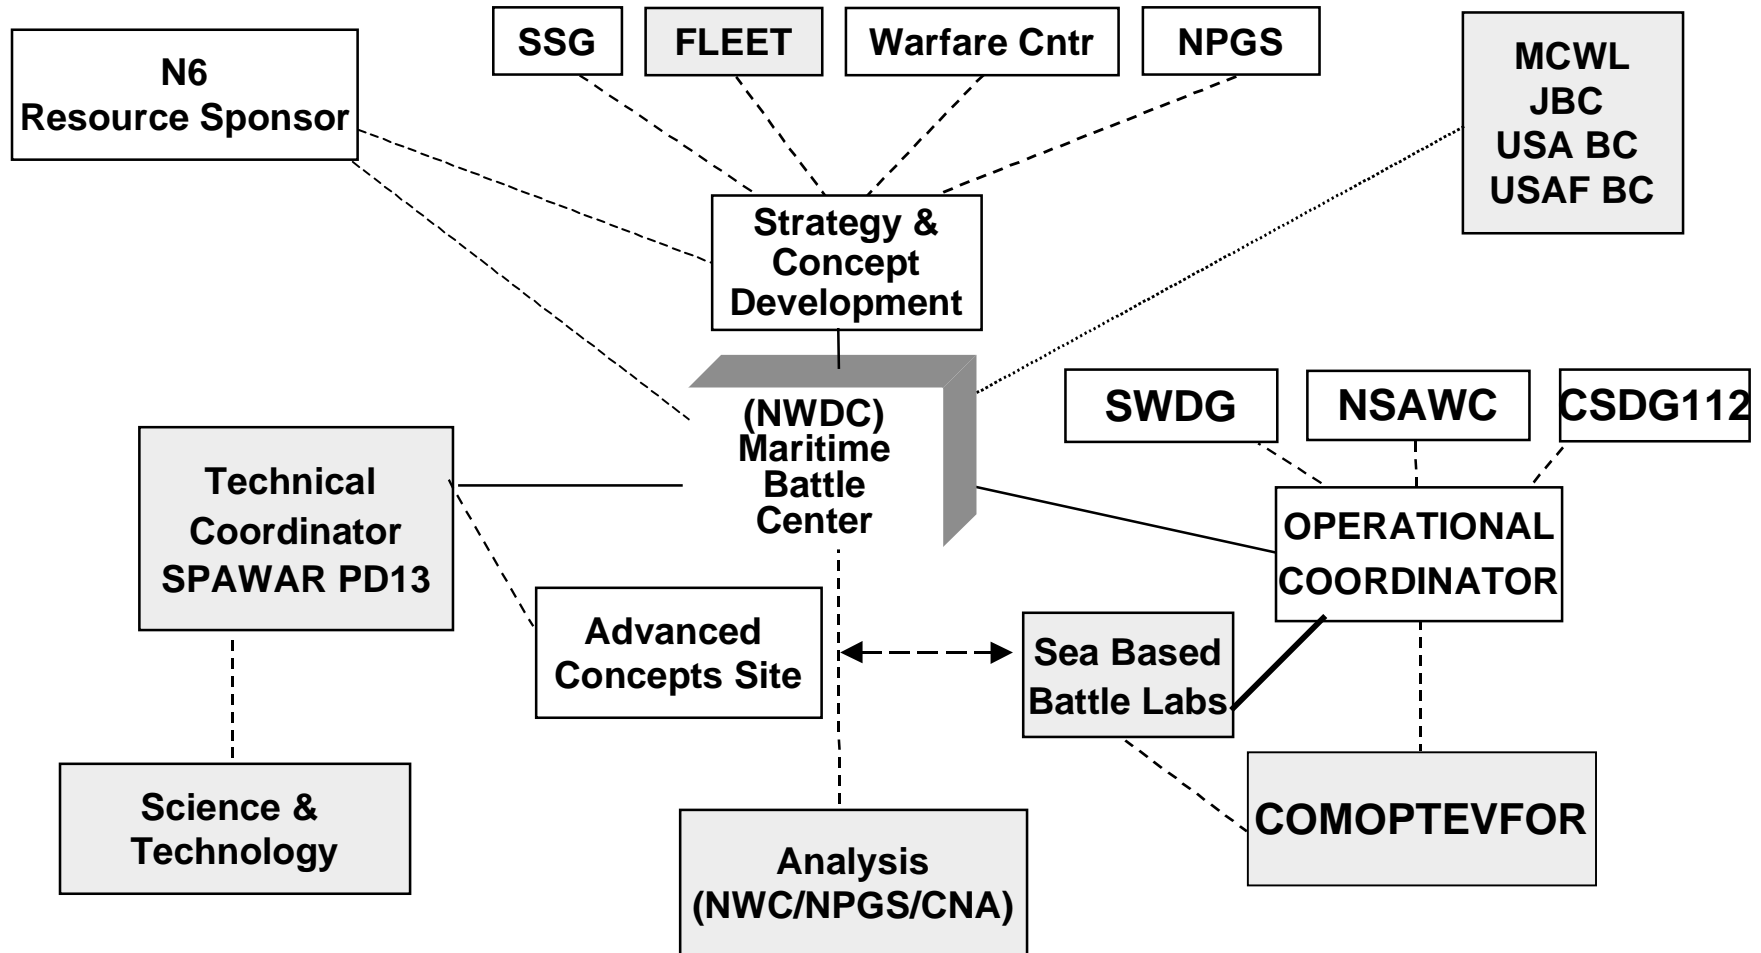 N6
Resource Sponsor
SSG
FLEET
Warfare Cntr
NPGS
MCWL
JBC
USA BC
USAF BC
Strategy &
Concept
Development
(NWDC)
Maritime
Battle
Center
SWDG
NSAWC
CSDG112
Technical
Coordinator
SPAWAR PD13
OPERATIONAL
COORDINATOR
Advanced
Concepts Site
Sea Based
Battle Labs
Science &
Technology
Analysis
(NWC/NPGS/CNA)
COMOPTEVFOR